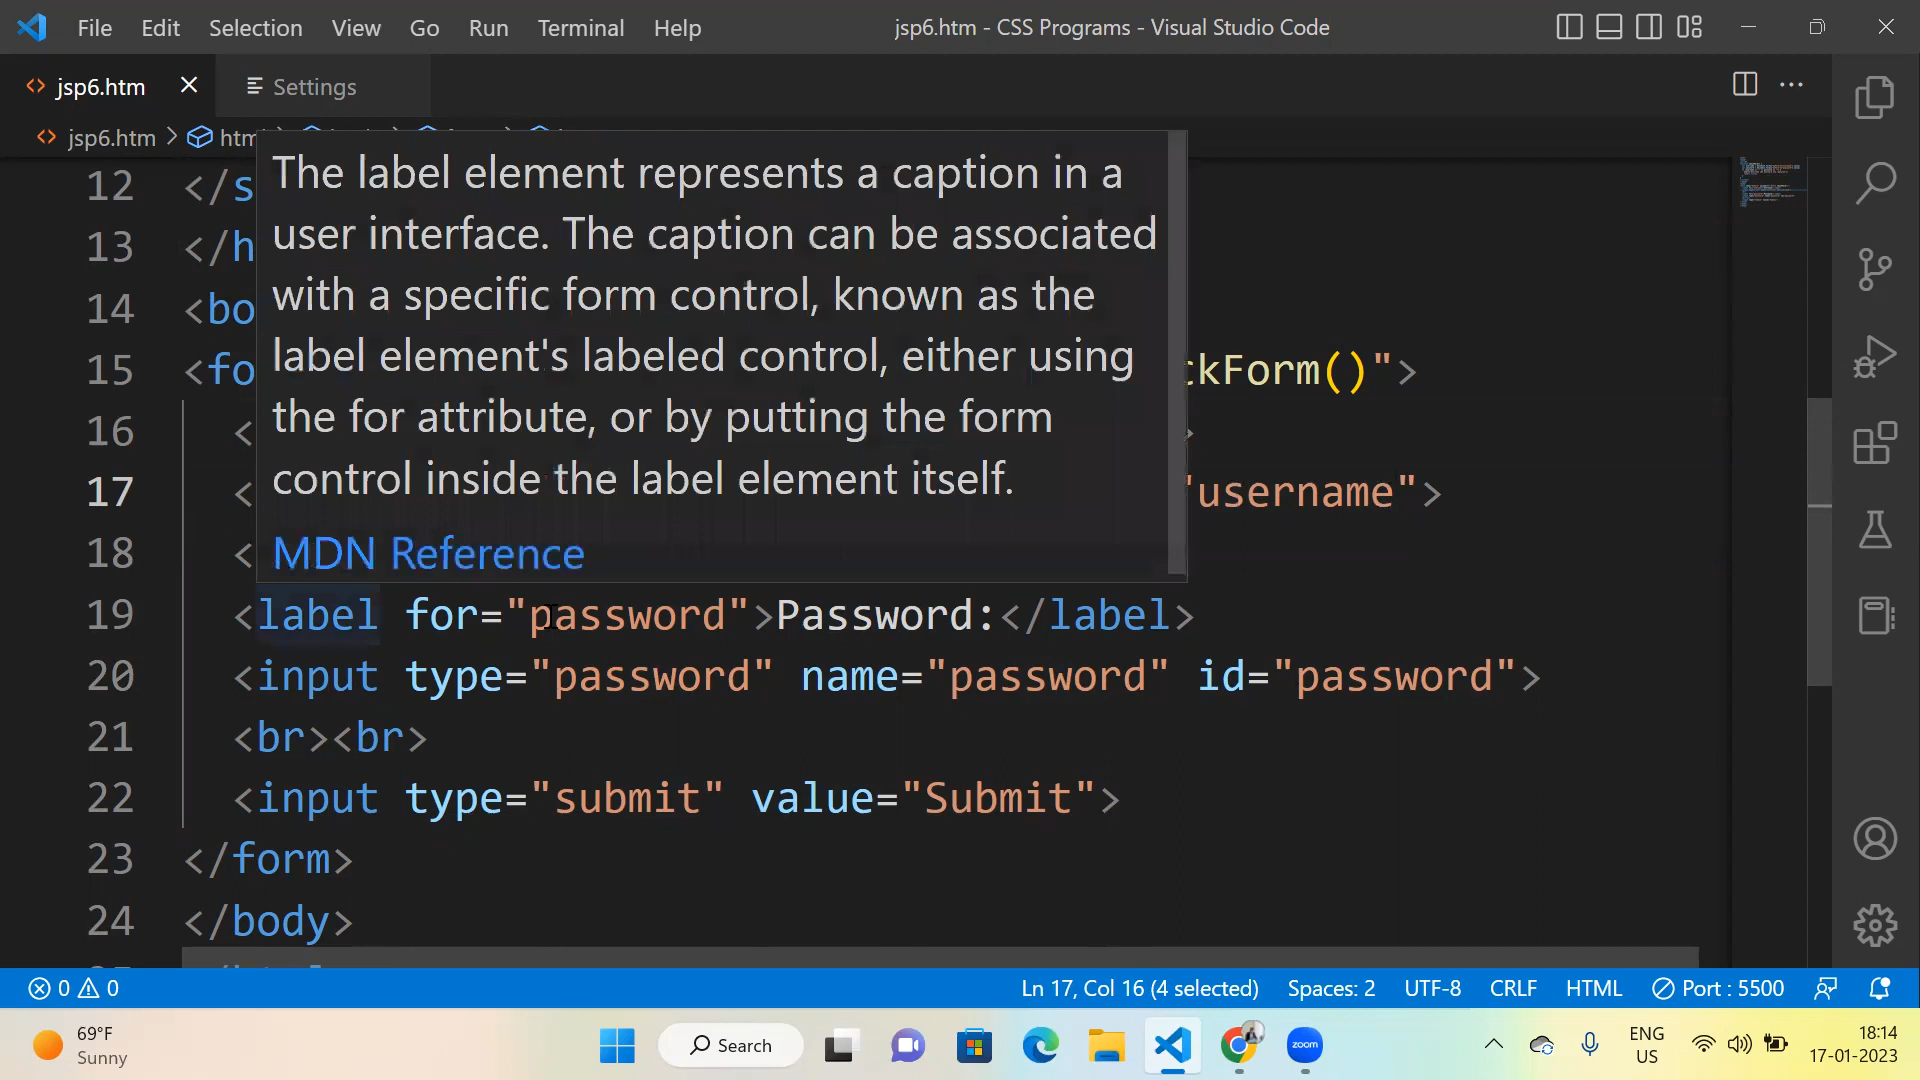 File Edit Selection View Go Run Terminal Help jsp6.htm - CSS Programs - Visual Studio Code
jsp6.htm Settings
jsp6.htm
The label element represents a caption in a
user interface. The caption can be associated
with a specific form control, known as the
label element's labeled control, either using
the for attribute, or by putting the form
control inside the label element itself.
MDN Reference
12 </s
13 </h
14 <bo
15 <fo ckForm()">
16 < >
17 < "username">
18 <
19 <label for="password">Password:</label>
20 <input type="password" name="password" id="password">
21 <br><br>
22 <input type="submit" value="Submit">
23 </form>
24 </body>
0 0 Ln 17, Col 16 (4 selected) Spaces: 2 UTF-8 CRLF HTML Port : 5500
69°F
Sunny
Search
zoom
ENG
US
18:14
17-01-2023